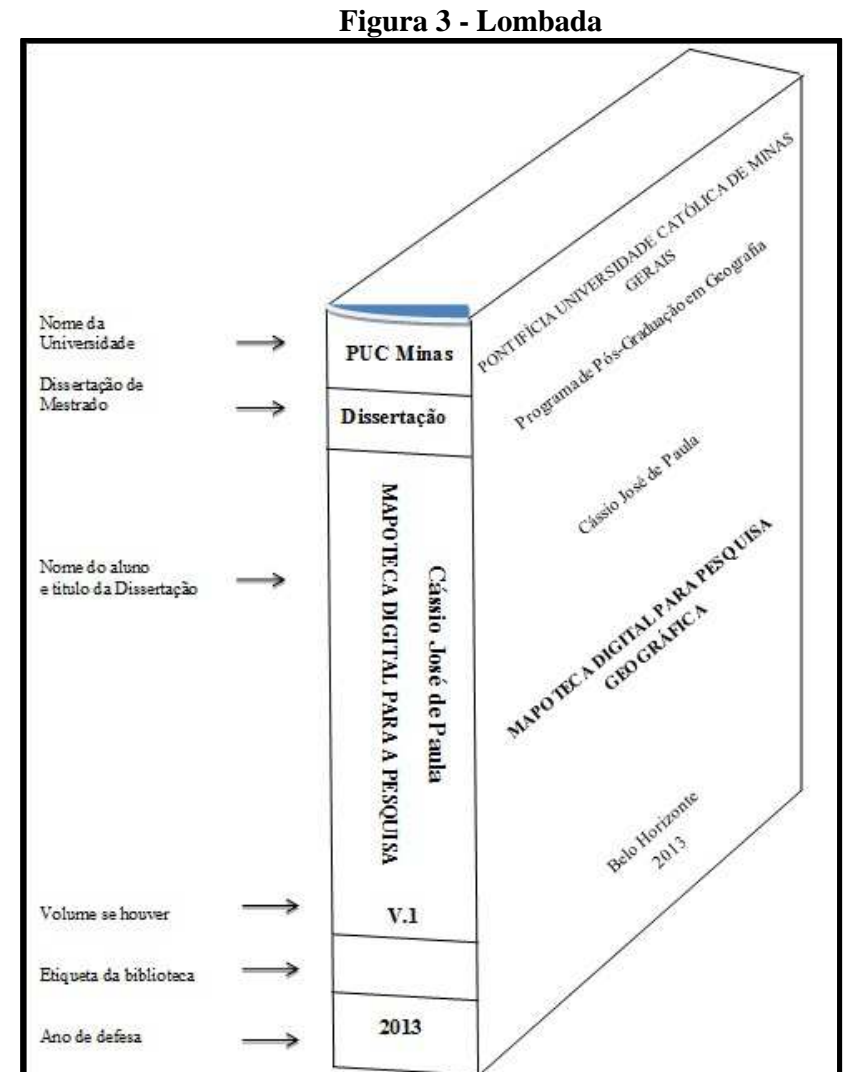 Figura 3 - Lombada
Nome da
Universidade
Dissertação de
Mestrado
Nome do aluno
e titulo da Dissertação
Volume se houver
Etiqueta da biblioteca
Ano de defesa
PUC Minas
Dissertação
Cássio José de Paula
MAPOTECA DIGITAL PARA A PESQUISA
V.1
2013
PONTIFÍCIA UNIVERSIDADE CATÓLICA DE MINAS
GERAIS
Programa de Pós-Graduação em Geografia
Cássio José de Paula
MAPOTECA DIGITAL PARA PESQUISA
GEOGRÁFICA
Belo Horizonte
2013